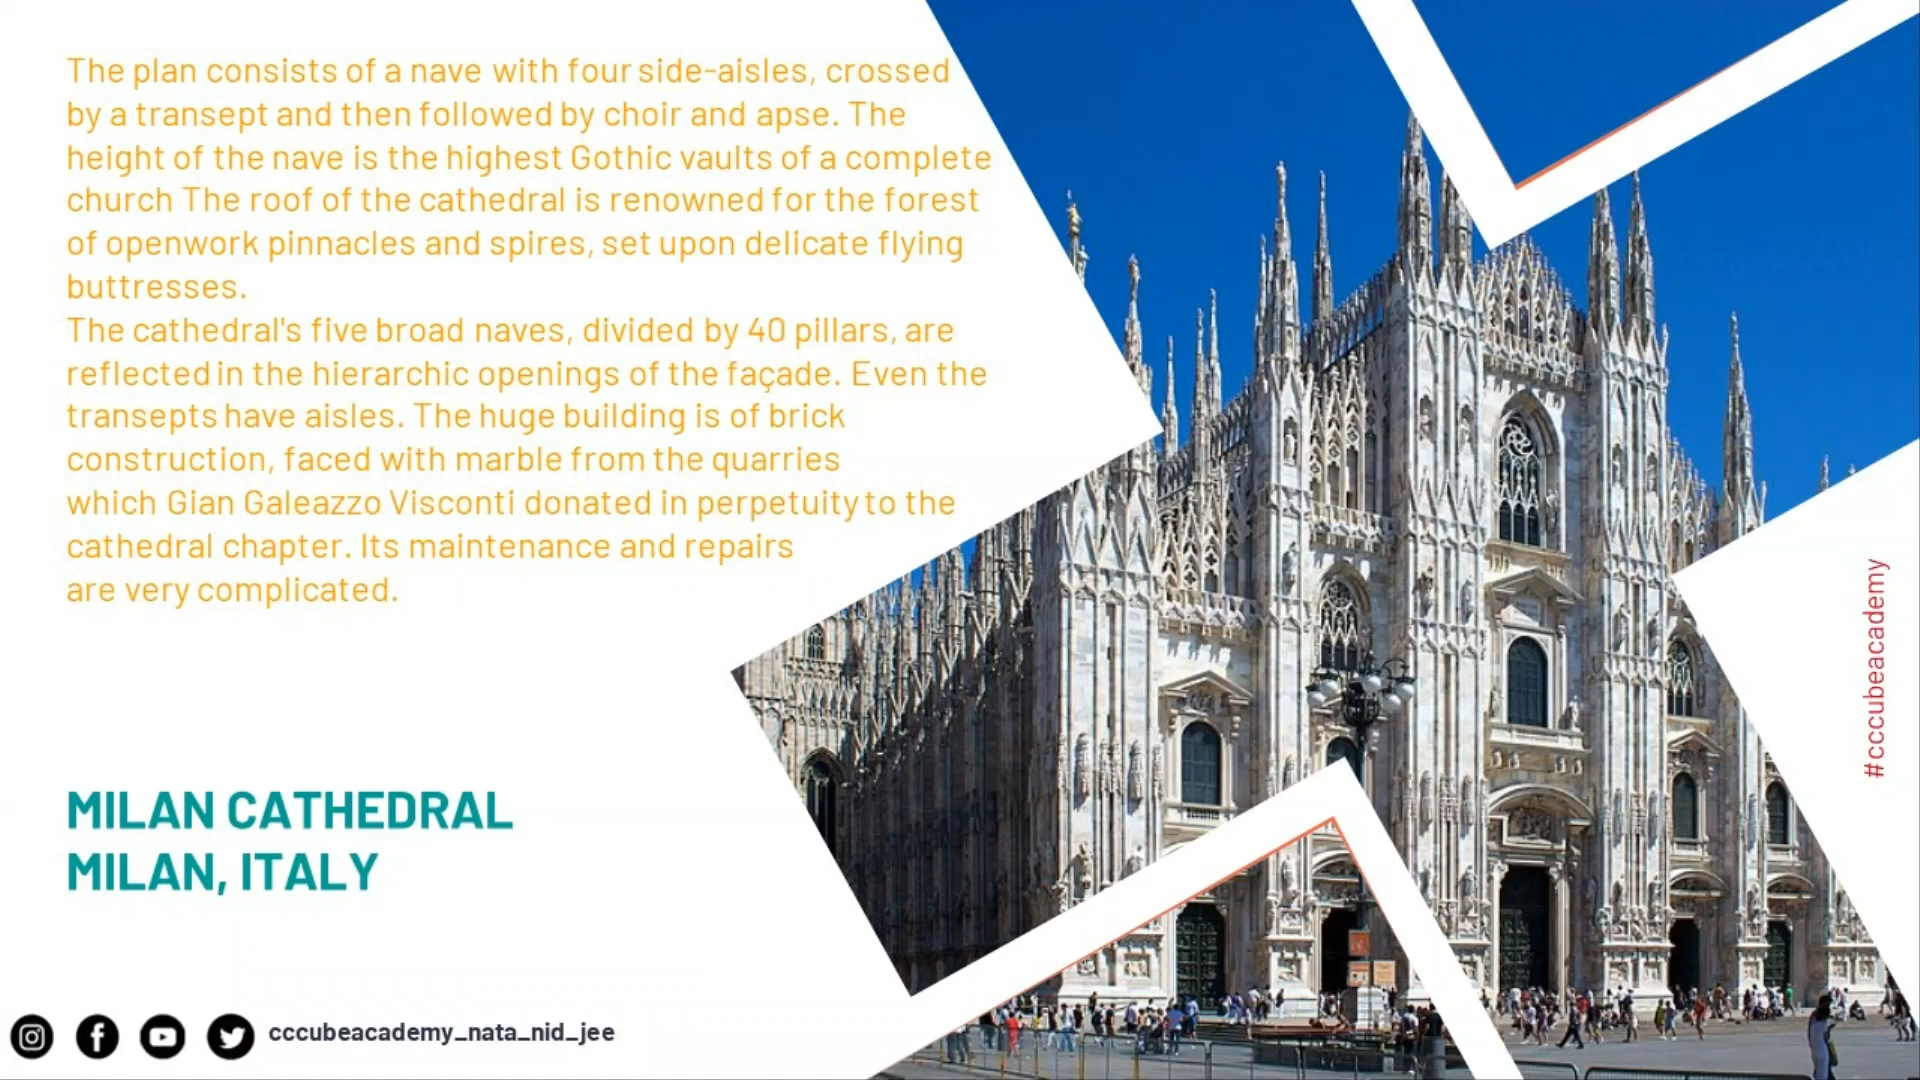 The plan consists of a nave with four side-aisles, crossed
by a transept and then followed by choir and apse. The
height of the nave is the highest Gothic vaults of a complete
church The roof of the cathedral is renowned for the forest
of openwork pinnacles and spires, set upon delicate flying
buttresses.
The cathedral's five broad naves, divided by 40 pillars, are
reflected in the hierarchic openings of the façade. Even the
transepts have aisles. The huge building is of brick
construction, faced with marble from the quarries
which Gian Galeazzo Visconti donated in perpetuity to the
cathedral chapter. Its maintenance and repairs
are very complicated.
MILAN CATHEDRAL
MILAN, ITALY
cccubeacademy_nata_nid_jee
#cccubeacademy